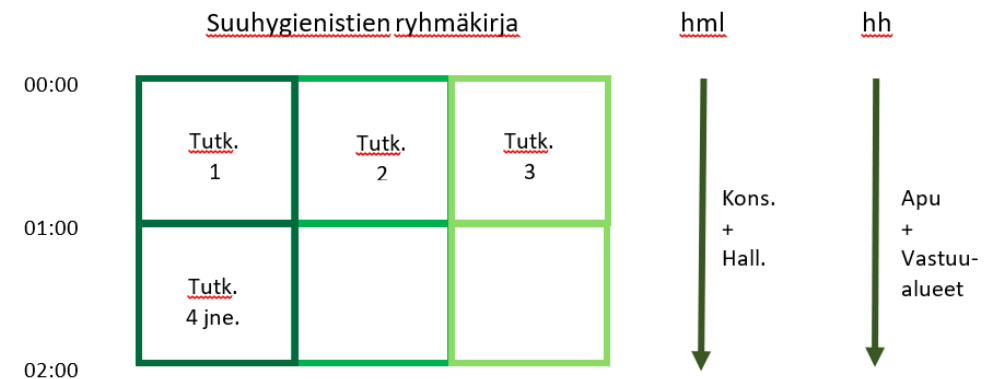 Suuhygienistien ryhmäkirja
hml
hh
00:00
Tutk.
1
Tutk.
2
Tutk.
3
01:00
Tutk.
4 jne.
02:00
Kons.
+
Hall.
Apu
+
Vastuu-
alueet